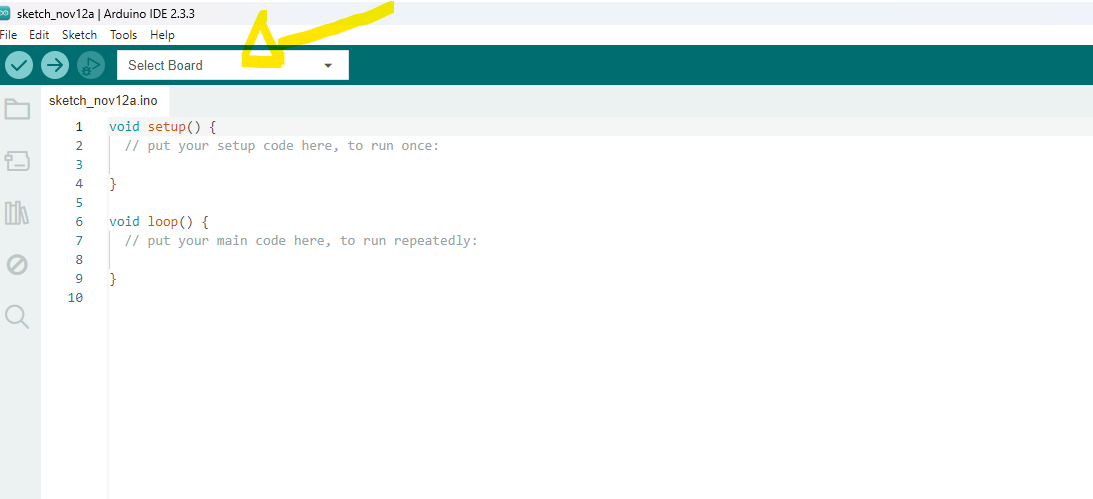 sketch_nov12a | Arduino IDE 2.3.3
File Edit Sketch Tools Help
Select Board
sketch_nov12a.ino
1 void setup() {
2 // put your setup code here, to run once:
3
4 }
5
6 void loop() {
7 // put your main code here, to run repeatedly:
8
9 }
10